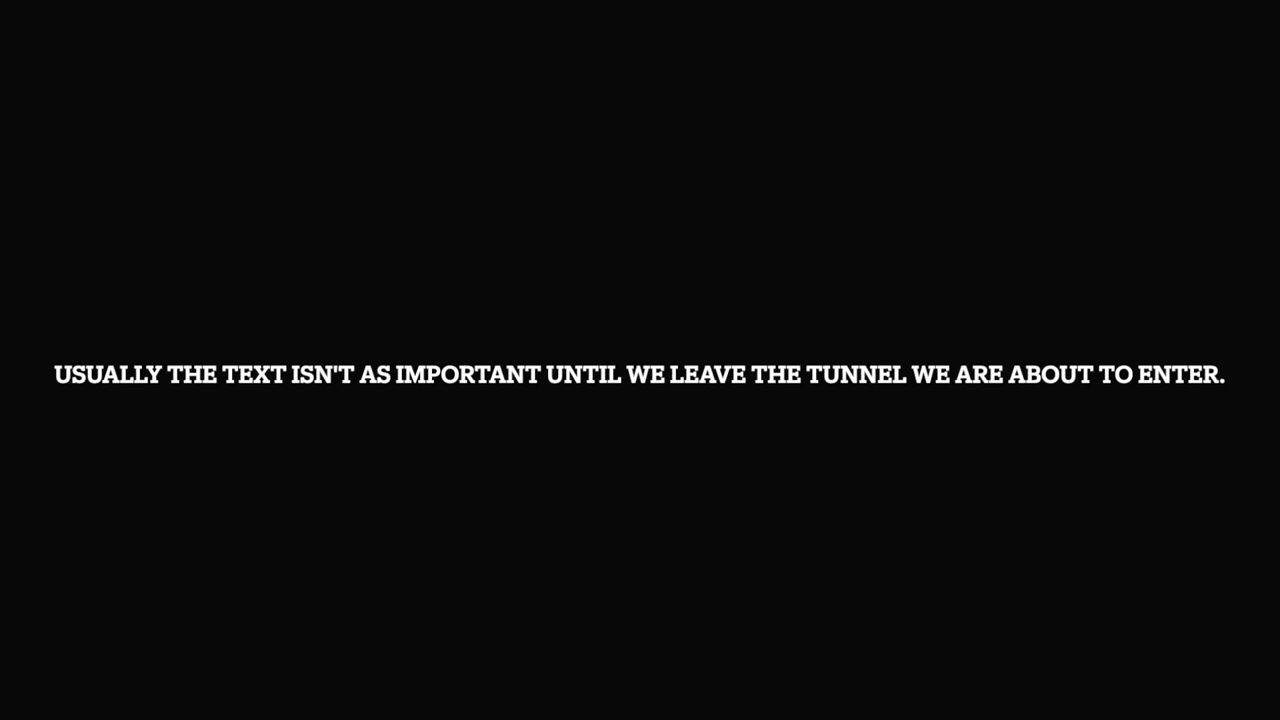 USUALLY THE TEXT ISN'T AS IMPORTANT UNTIL WE LEAVE THE TUNNEL WE ARE ABOUT TO ENTER.